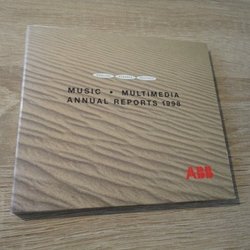 MUSIC • MULTIMEDIA
ANNUAL REPORTS 1998
ABB